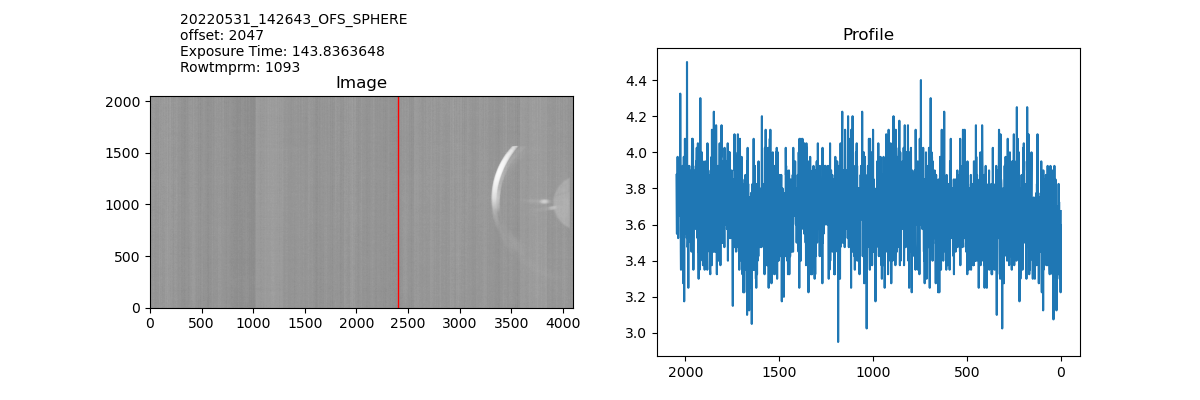 20220531_142643_OFS_SPHERE
offset: 2047
Exposure Time: 143.8363648
Rowtmprm: 1093
Image
2000
1500
1000
500
0
0 500 1000 1500 2000 2500 3000 3500 4000
Profile
4.4
4.2
4.0
3.8
3.6
3.4
3.2
3.0
2000 1500 1000 500 0